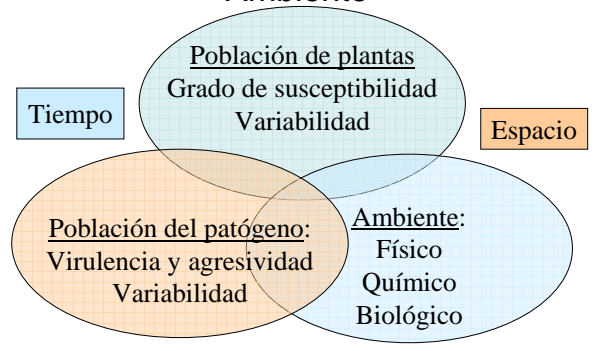 Ambiente
Población de plantas
Grado de susceptibilidad
Variabilidad
Tiempo
Espacio
Población del patógeno:
Virulencia y agresividad
Variabilidad
Ambiente:
Físico
Químico
Biológico